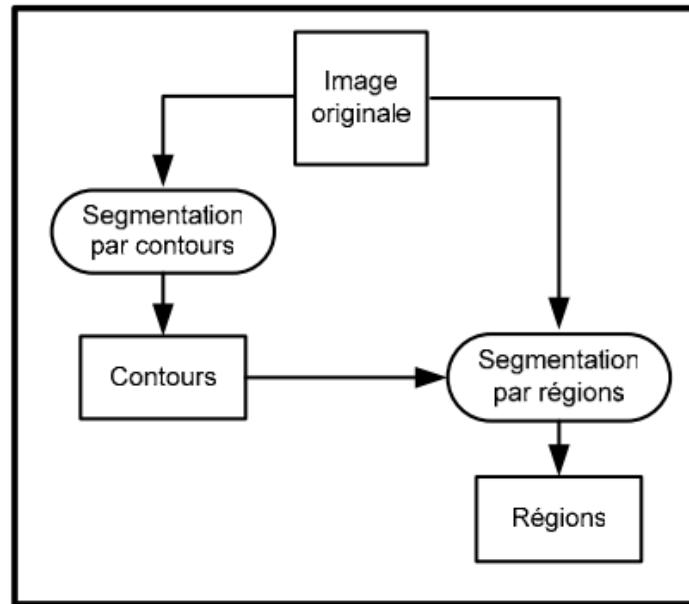 Image
originale
Segmentation
par contours
Contours
Segmentation
par régions
Régions